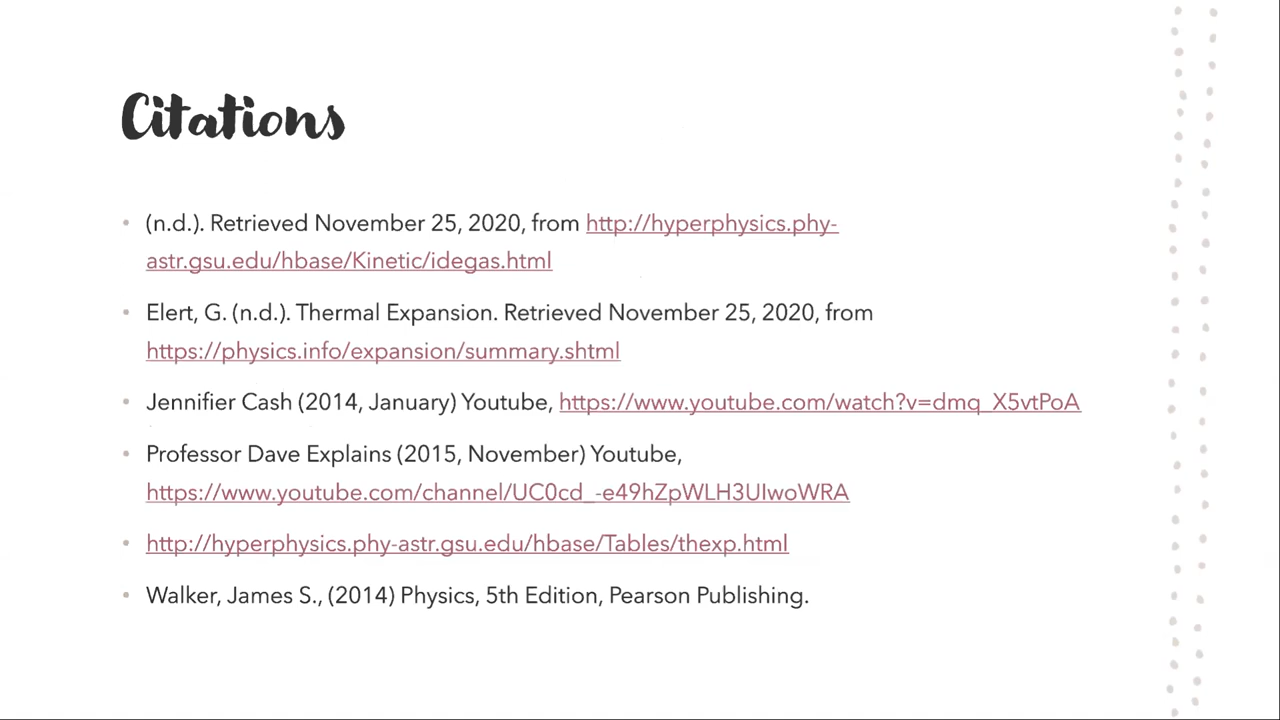 Citations
• (n.d.). Retrieved November 25, 2020, from http://hyperphysics.phy-
astr.gsu.edu/hbase/Kinetic/idegas.html
• Elert, G. (n.d.). Thermal Expansion. Retrieved November 25, 2020, from
https://physics.info/expansion/summary.shtml
• Jennifier Cash (2014, January) Youtube, https://www.youtube.com/watch?v=dmq_X5vtPoA
• Professor Dave Explains (2015, November) Youtube,
https://www.youtube.com/channel/UC0cd_-e49hZpWLH3UIwoWRA
• http://hyperphysics.phy-astr.gsu.edu/hbase/Tables/thexp.html
• Walker, James S., (2014) Physics, 5th Edition, Pearson Publishing.